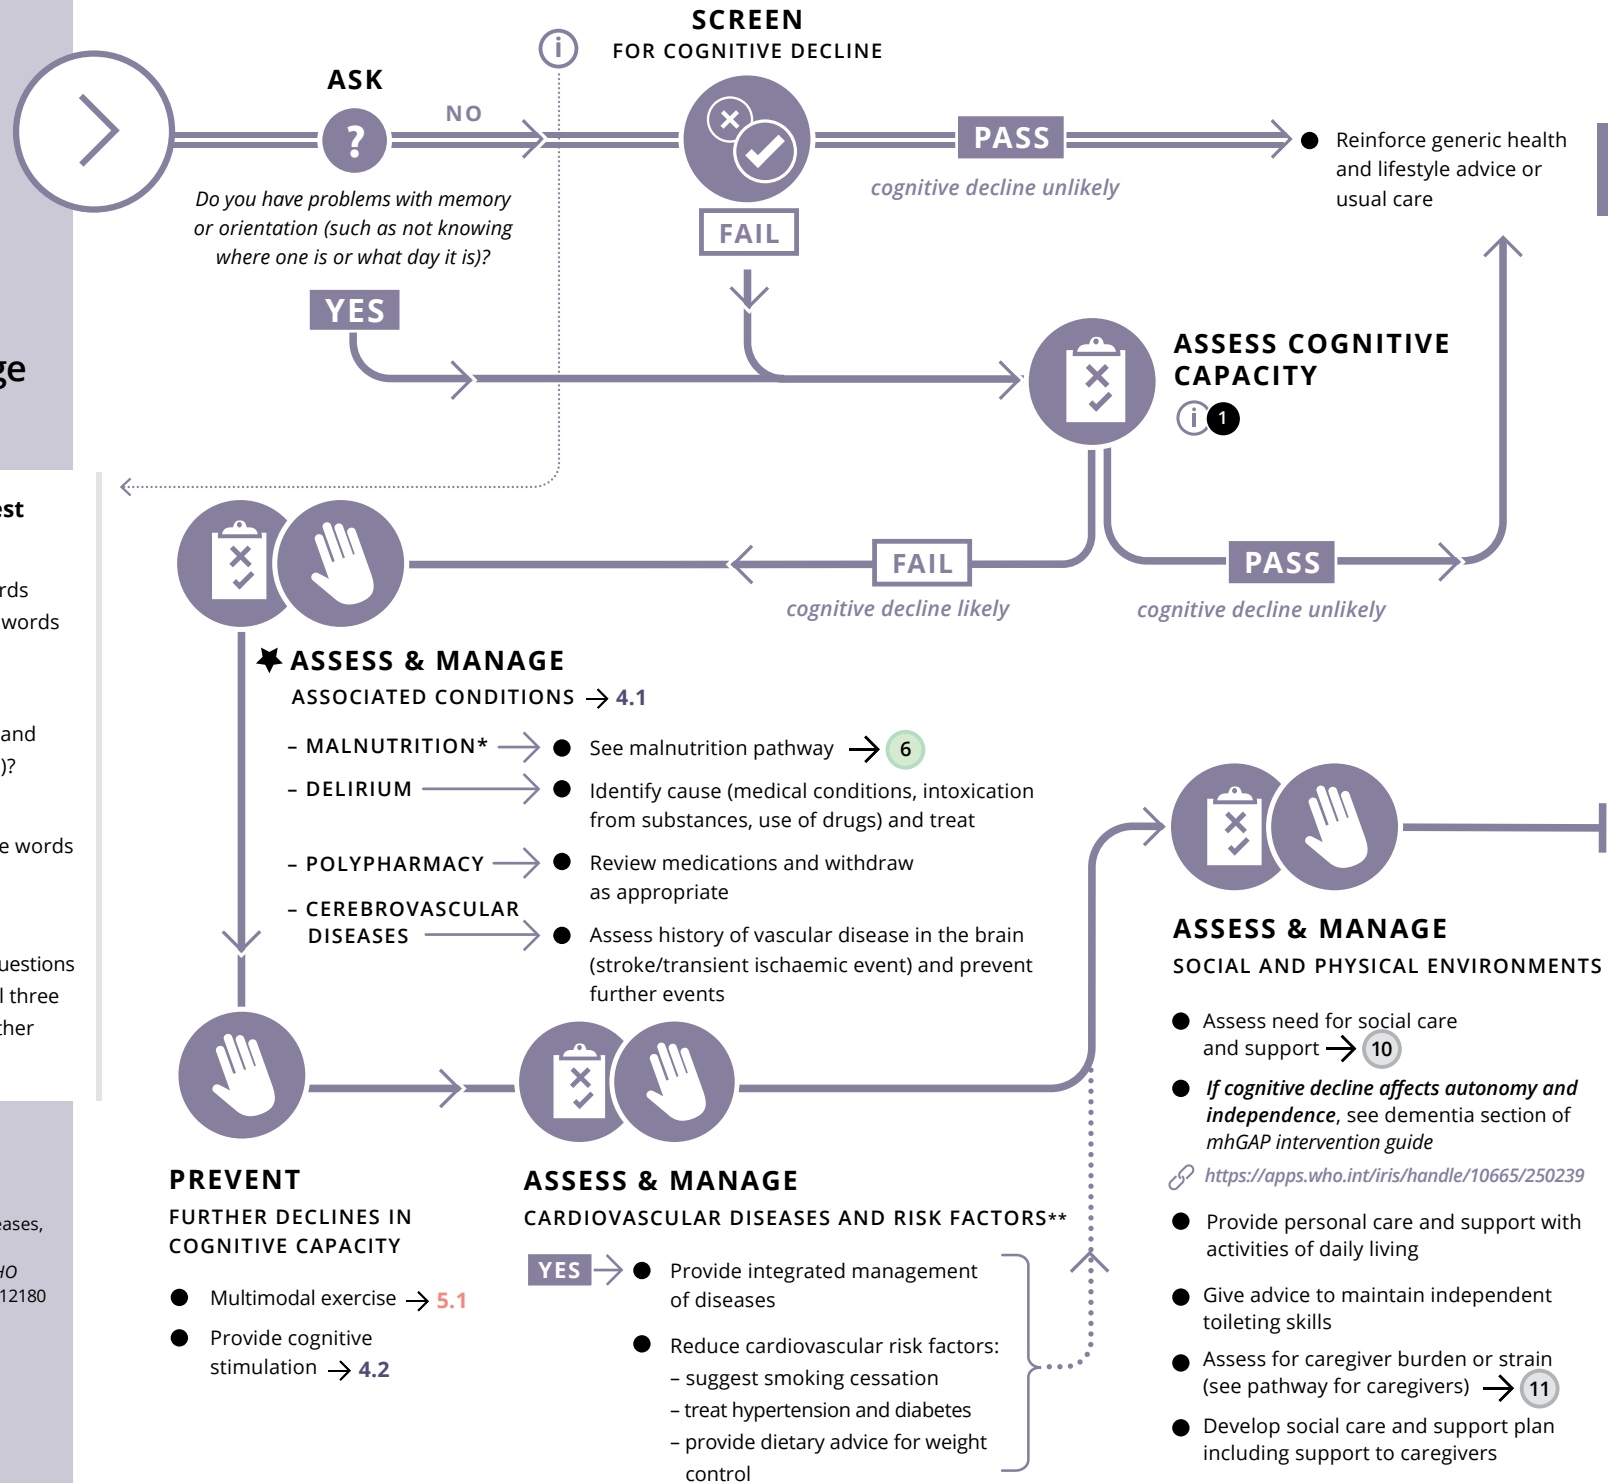 SCREEN
FOR COGNITIVE DECLINE
i
ASK
?
NO
Do you have problems with memory
or orientation (such as not knowing
where one is or what day it is)?
YES
FAIL
PASS
cognitive decline unlikely
Reinforce generic health
and lifestyle advice or
usual care
ASSESS COGNITIVE
CAPACITY
i 1
FAIL
cognitive decline likely
PASS
cognitive decline unlikely
ge
est
rds
words
and
)?
e words
uestions
l three
ther
eases,
HO
12180
ASSESS & MANAGE
ASSOCIATED CONDITIONS → 4.1
– MALNUTRITION*
See malnutrition pathway → 6
– DELIRIUM
Identify cause (medical conditions, intoxication
from substances, use of drugs) and treat
– POLYPHARMACY
Review medications and withdraw
as appropriate
– CEREBROVASCULAR
DISEASES
Assess history of vascular disease in the brain
(stroke/transient ischaemic event) and prevent
further events
PREVENT
FURTHER DECLINES IN
COGNITIVE CAPACITY
● Multimodal exercise → 5.1
● Provide cognitive
stimulation → 4.2
ASSESS & MANAGE
CARDIOVASCULAR DISEASES AND RISK FACTORS**
YES
● Provide integrated management
of diseases
● Reduce cardiovascular risk factors:
– suggest smoking cessation
– treat hypertension and diabetes
– provide dietary advice for weight
control
ASSESS & MANAGE
SOCIAL AND PHYSICAL ENVIRONMENTS
● Assess need for social care
and support → 10
● If cognitive decline affects autonomy and
independence, see dementia section of
mhGAP intervention guide
https://apps.who.int/iris/handle/10665/250239
● Provide personal care and support with
activities of daily living
● Give advice to maintain independent
toileting skills
● Assess for caregiver burden or strain
(see pathway for caregivers) → 11
● Develop social care and support plan
including support to caregivers